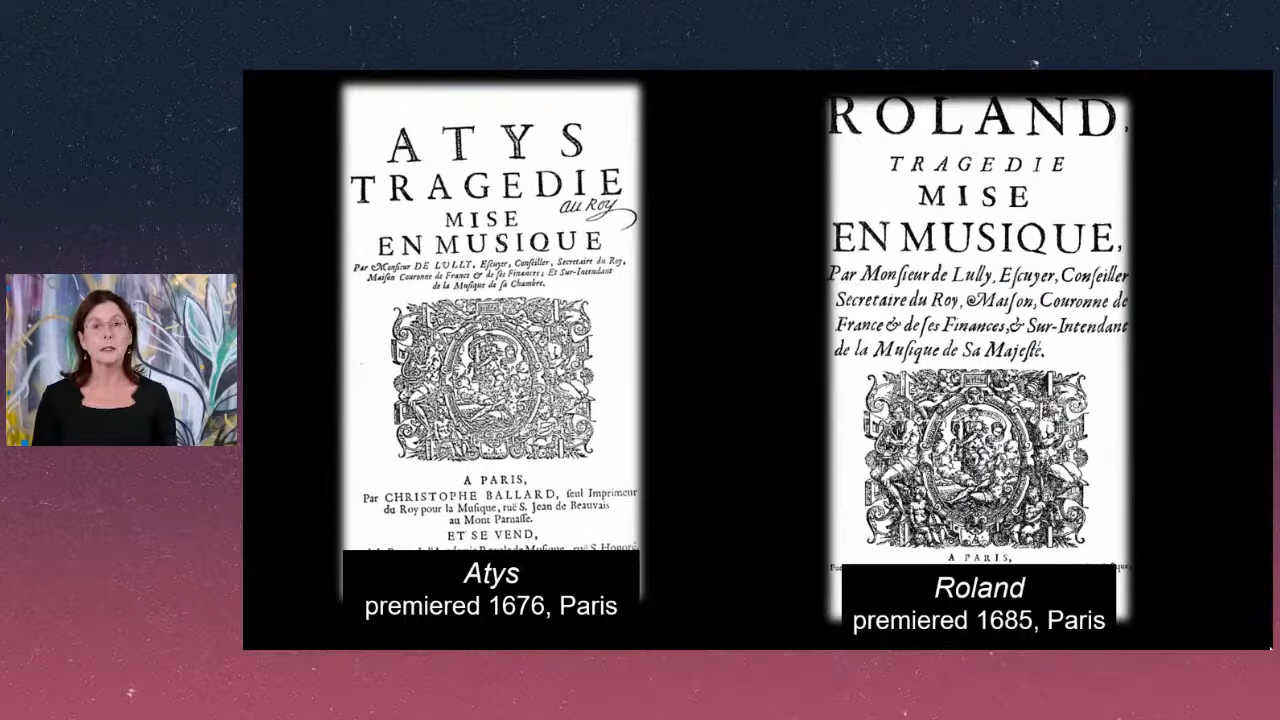 ATYS
TRAGEDIE
au Roy
MISE
EN MUSIQUE
Par Monsieur DE LULLY, Escuyer, Conseiller, Secretaire du Roy,
Maison Couronne de France & de ses Finances; Et Sur-Intendant
de la Musique de sa Chambre.
A PARIS,
Par CHRISTOPHE BALLARD, seul Imprimeur
du Roy pour la Musique, ruë S. Jean de Beauvais
au Mont Parnasse.
ET SE VEND,
Atys
premiered 1676, Paris
ROLAND,
TRAGEDIE
MISE
EN MUSIQUE,
Par Monsieur de Lully, Escuyer, Conseiller
Secretaire du Roy, Maison, Couronne de
France & de ses Finances, & Sur-Intendant
de la Musique de Sa Majesté.
A PARIS,
Roland
premiered 1685, Paris